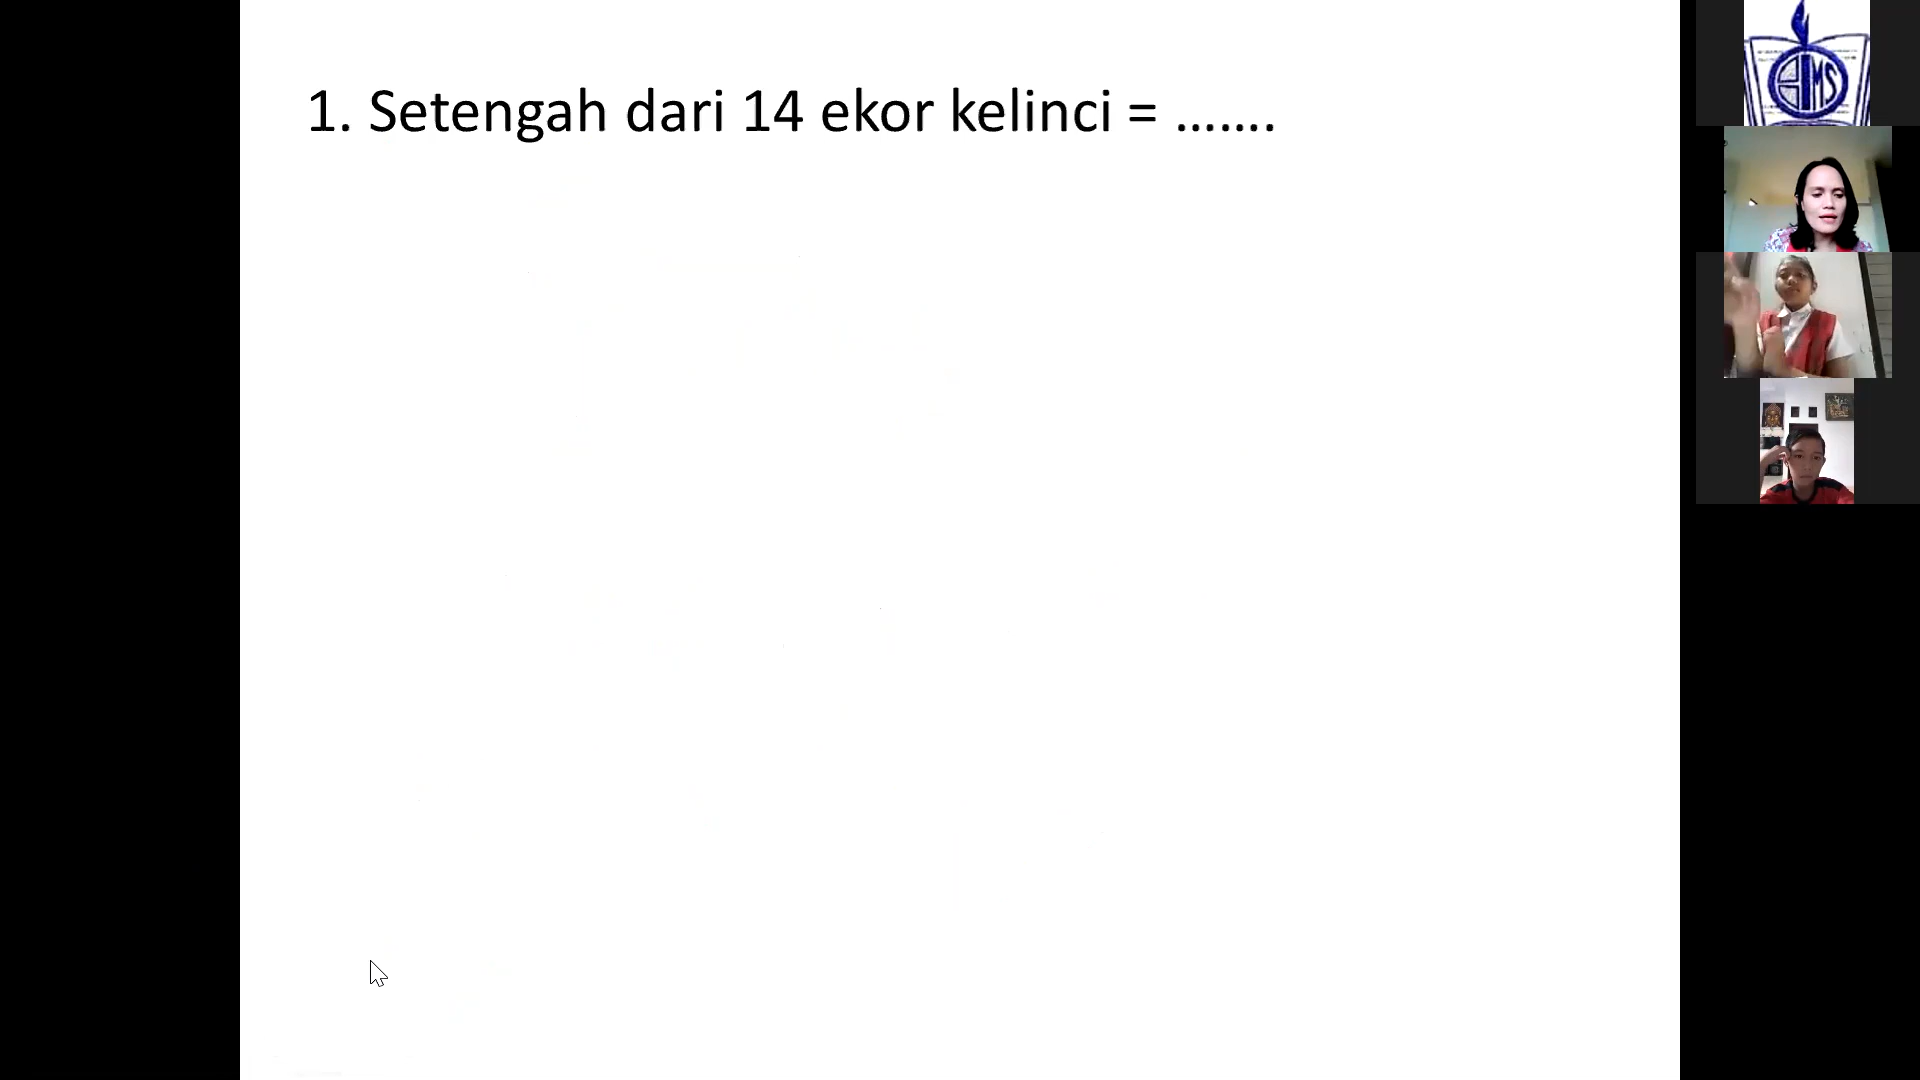 1. Setengah dari 14 ekor kelinci = .......